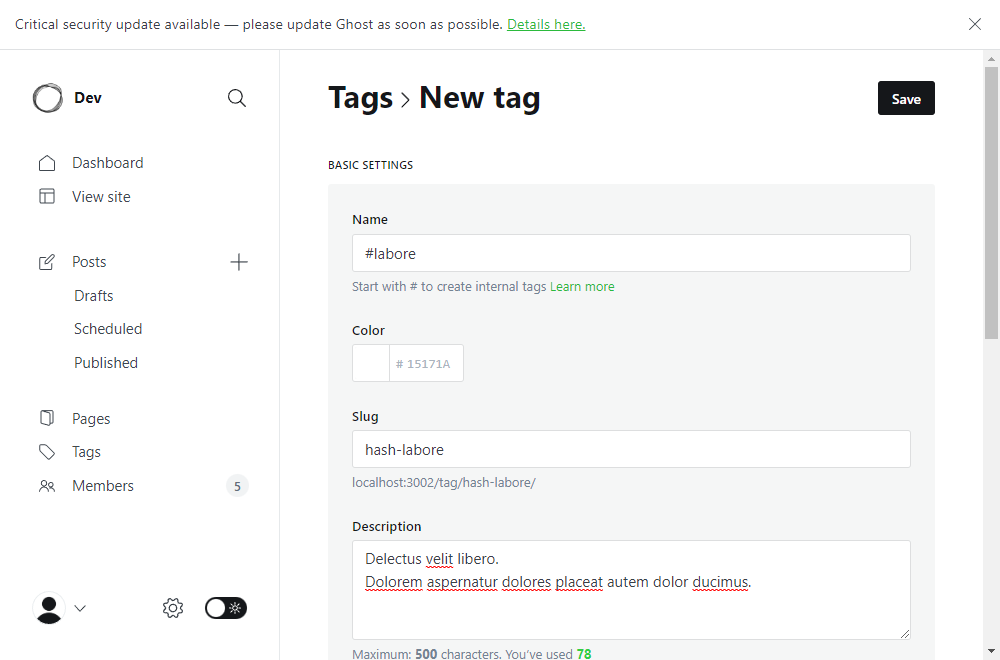 Critical security update available — please update Ghost as soon as possible. Details here.
Dev
Dashboard
View site
Posts
Drafts
Scheduled
Published
Pages
Tags
Members 5
Tags > New tag
Save
BASIC SETTINGS
Name
#labore
Start with # to create internal tags Learn more
Color
# 15171A
Slug
hash-labore
localhost:3002/tag/hash-labore/
Description
Delectus velit libero.
Dolorem aspernatur dolores placeat autem dolor ducimus.
Maximum: 500 characters. You’ve used 78